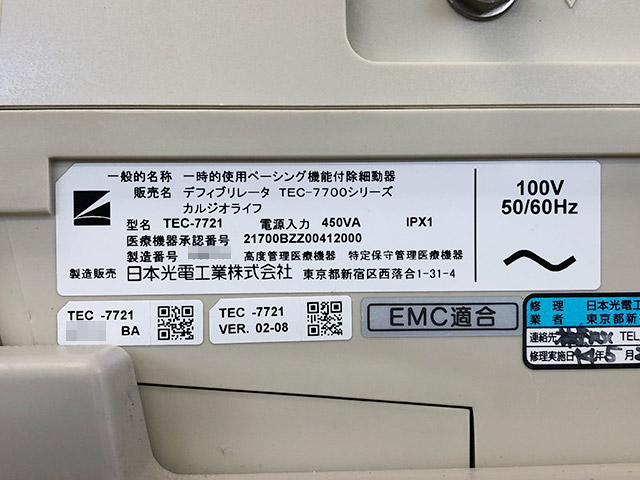 一般的名称 一時的使用ペーシング機能付除細動器
販売名 デフィブリレータ TEC-7700シリーズ
カルジオライフ
型名 TEC-7721 電源入力 450VA IPX1
医療機器承認番号 21700BZZ00412000
製造番号 高度管理医療機器 特定保守管理医療機器
製造販売 日本光電工業株式会社 東京都新宿区西落合1-31-4
100V
50/60Hz
TEC -7721
BA
TEC -7721
VER. 02-08
EMC適合
修理業者 日本光電工
東京都新
連絡先 TEL
修理実施日 年 月